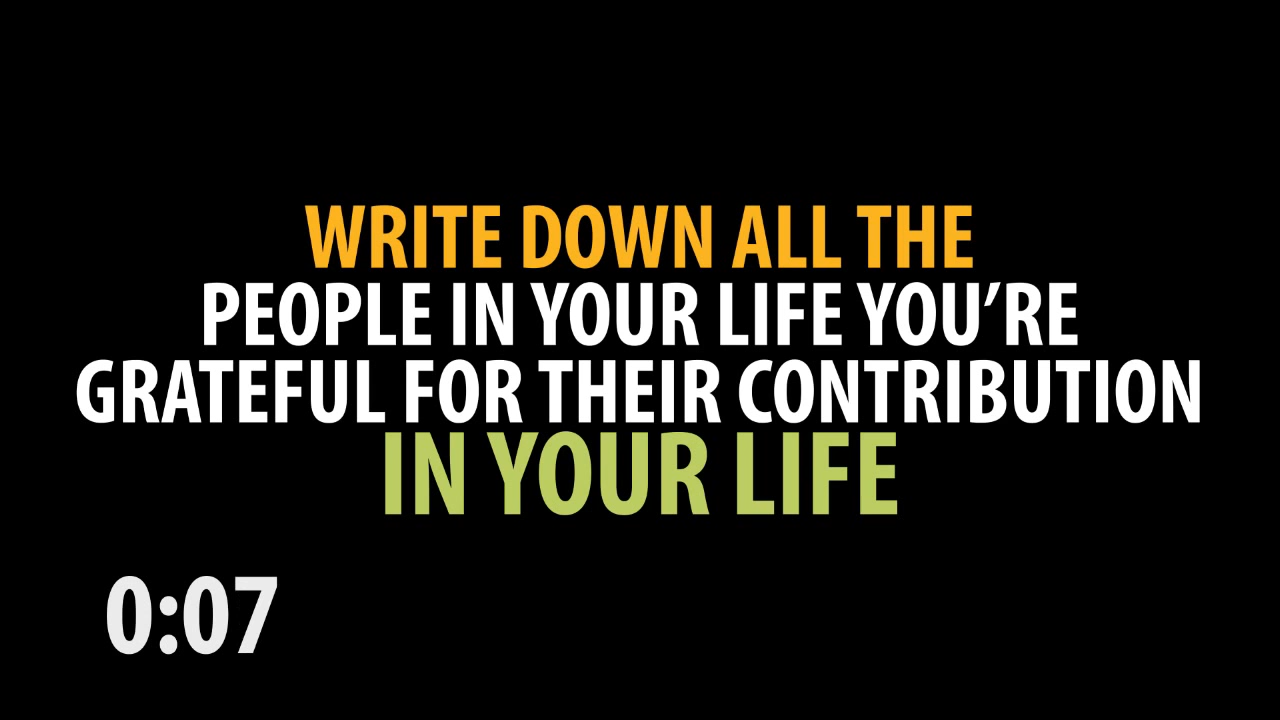 WRITE DOWN ALL THE
PEOPLE IN YOUR LIFE YOU’RE
GRATEFUL FOR THEIR CONTRIBUTION
IN YOUR LIFE
0:07